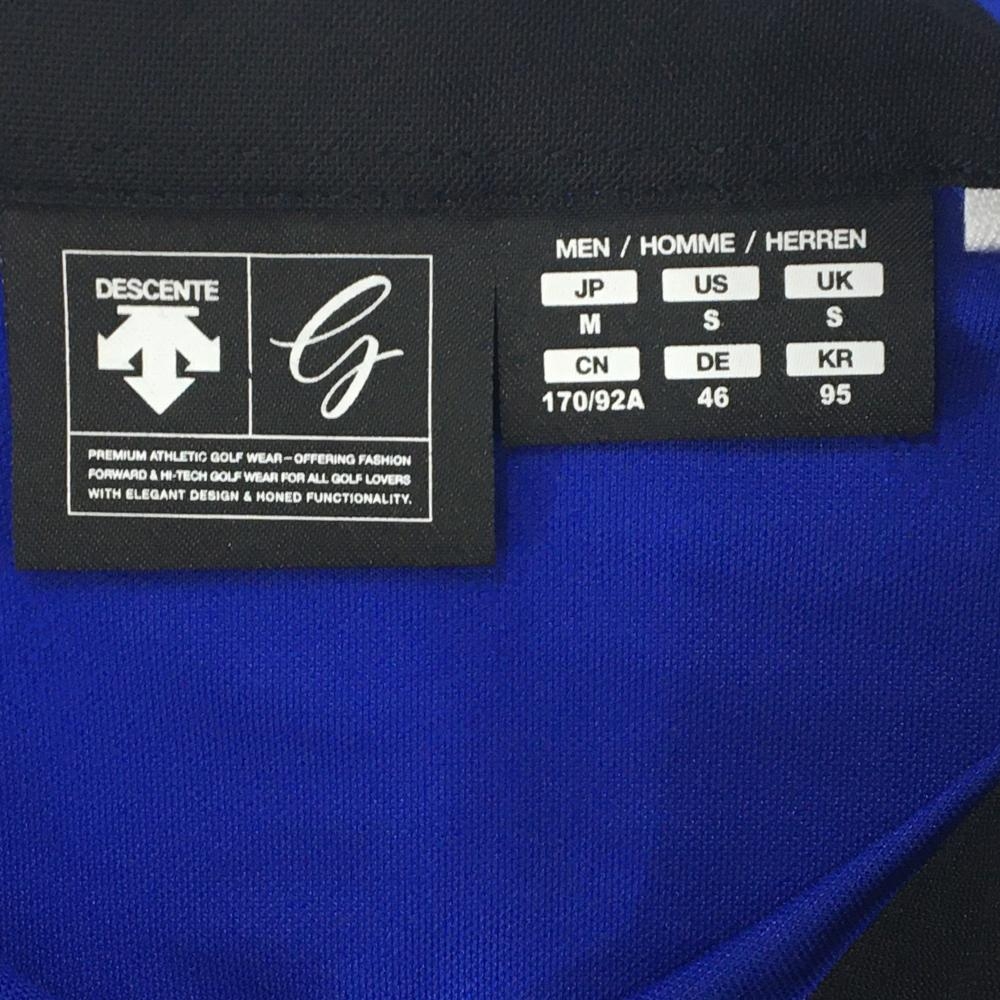 DESCENTE
G
PREMIUM ATHLETIC GOLF WEAR-OFFERING FASHION
FORWARD & HI-TECH GOLF WEAR FOR ALL GOLF LOVERS
WITH ELEGANT DESIGN & HONED FUNCTIONALITY.
MEN / HOMME / HERREN
JP US UK
M S S
CN DE KR
170/92A 46 95